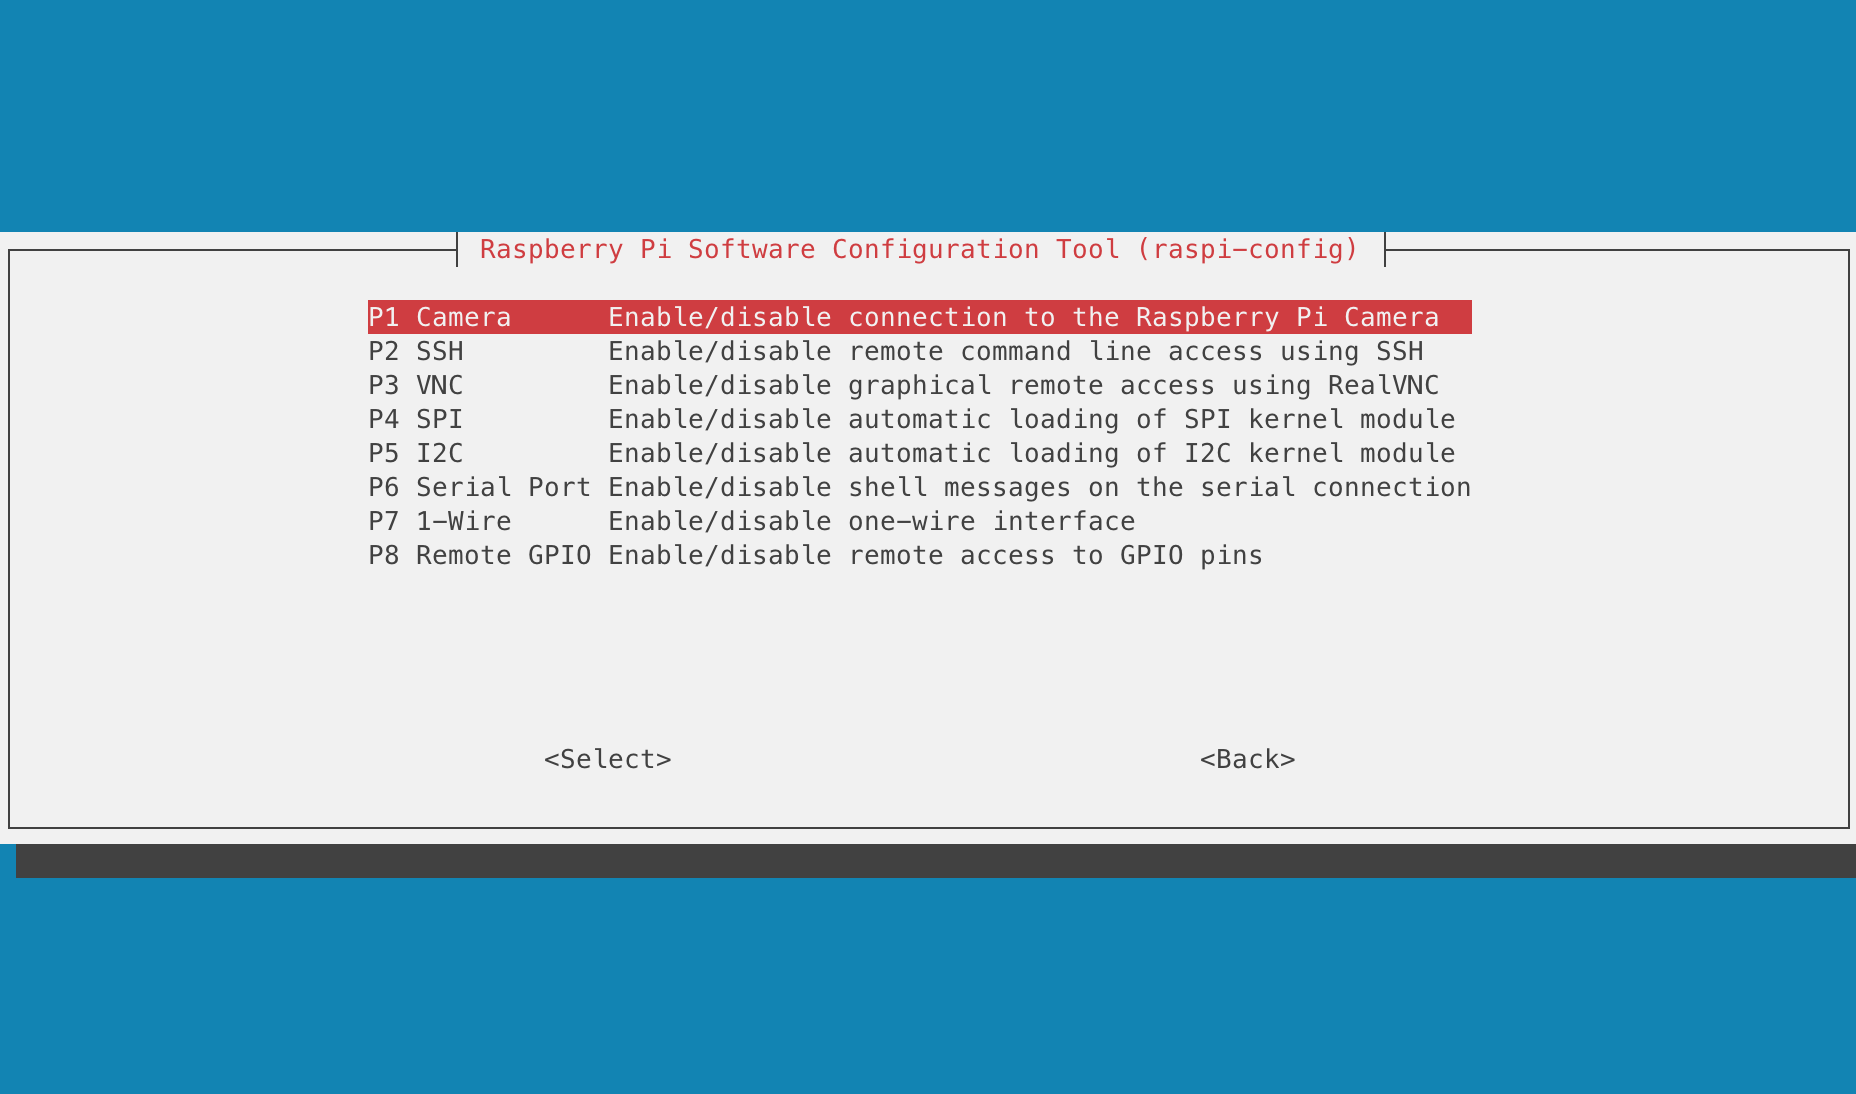 Raspberry Pi Software Configuration Tool (raspi-config)
P1 Camera Enable/disable connection to the Raspberry Pi Camera
P2 SSH Enable/disable remote command line access using SSH
P3 VNC Enable/disable graphical remote access using RealVNC
P4 SPI Enable/disable automatic loading of SPI kernel module
P5 I2C Enable/disable automatic loading of I2C kernel module
P6 Serial Port Enable/disable shell messages on the serial connection
P7 1-Wire Enable/disable one-wire interface
P8 Remote GPIO Enable/disable remote access to GPIO pins
<Select> <Back>